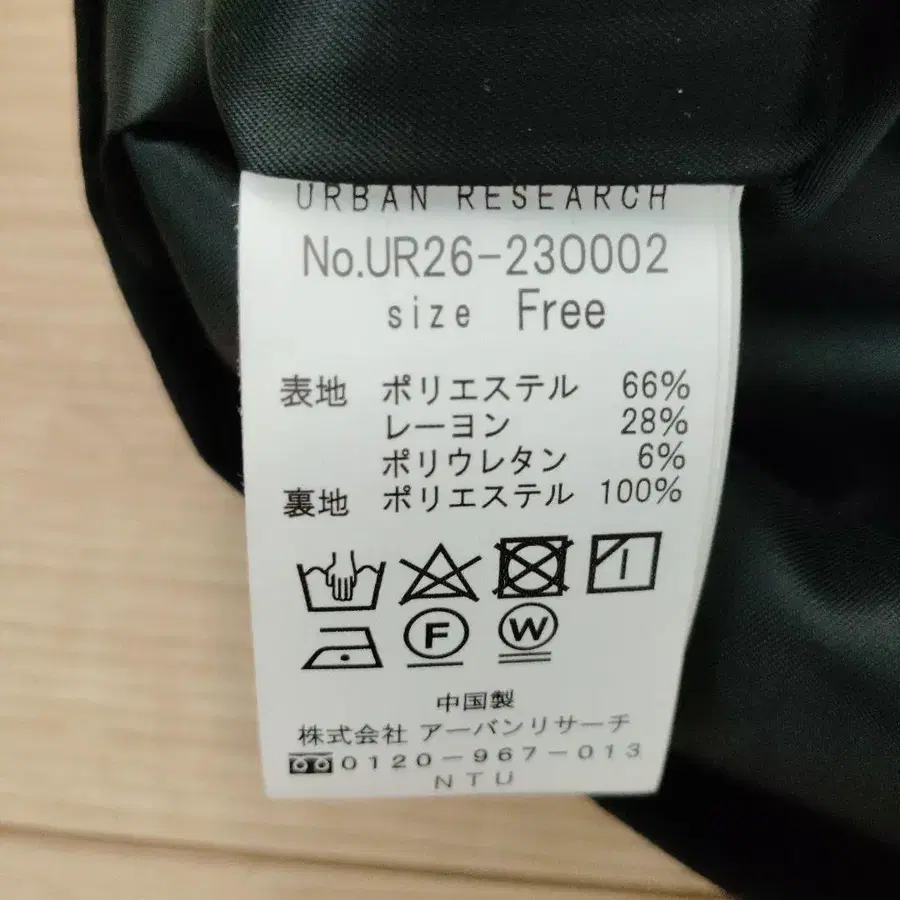 URBAN RESEARCH
No.UR26-230002
size Free
表地 ポリエステル 66%
レーヨン 28%
ポリウレタン 6%
裏地 ポリエステル 100%
F W
中国製
株式会社 アーバンリサーチ
0120-967-013
NTU